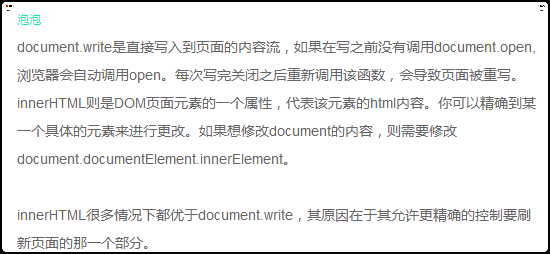 泡泡
document.write是直接写入到页面的内容流，如果在写之前没有调用document.open,
浏览器会自动调用open。每次写完关闭之后重新调用该函数，会导致页面被重写。
innerHTML则是DOM页面元素的一个属性，代表该元素的html内容。你可以精确到某
一个具体的元素来进行更改。如果想修改document的内容，则需要修改
document.documentElement.innerElement。
innerHTML很多情况下都优于document.write，其原因在于其允许更精确的控制要刷
新页面的那一个部分。